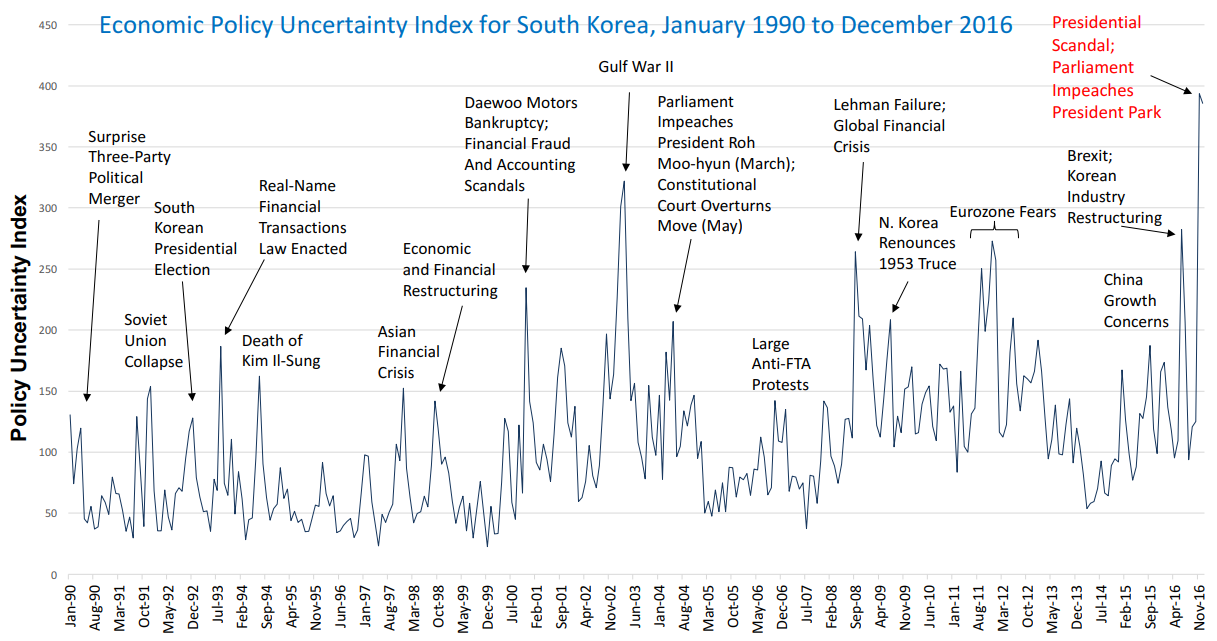 Economic Policy Uncertainty Index for South Korea, January 1990 to December 2016
Presidential
Scandal;
Parliament
Impeaches
President Park
Gulf War II
Daewoo Motors
Bankruptcy;
Financial Fraud
And Accounting
Scandals
Parliament
Impeaches
President Roh
Moo-hyun (March);
Constitutional
Court Overturns
Move (May)
Lehman Failure;
Global Financial
Crisis
Surprise
Three-Party
Political
Merger
South
Korean
Presidential
Election
Real-Name
Financial
Transactions
Law Enacted
Brexit;
Korean
Industry
Restructuring
Eurozone Fears
N. Korea
Renounces
1953 Truce
Economic
and Financial
Restructuring
China
Growth
Concerns
Soviet
Union
Collapse
Death of
Kim Il-Sung
Asian
Financial
Crisis
Large
Anti-FTA
Protests
Policy Uncertainty Index
450
400
350
300
250
200
150
100
50
0
Jan-90
Aug-90
Mar-91
Oct-91
May-92
Dec-92
Jul-93
Feb-94
Sep-94
Apr-95
Nov-95
Jun-96
Jan-97
Aug-97
Mar-98
Oct-98
May-99
Dec-99
Jul-00
Feb-01
Sep-01
Apr-02
Nov-02
Jun-03
Jan-04
Aug-04
Mar-05
Oct-05
May-06
Dec-06
Jul-07
Feb-08
Sep-08
Apr-09
Nov-09
Jun-10
Jan-11
Aug-11
Mar-12
Oct-12
May-13
Dec-13
Jul-14
Feb-15
Sep-15
Apr-16
Nov-16